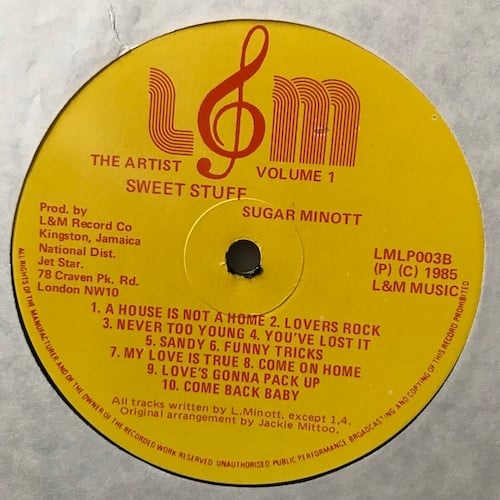 L&M
THE ARTIST VOLUME 1
SWEET STUFF
SUGAR MINOTT
Prod. by
L&M Record Co
Kingston, Jamaica
National Dist.
Jet Star.
78 Craven Pk. Rd.
London NW10
LMLP003B
(P) (C) 1985
L&M MUSIC
1. A HOUSE IS NOT A HOME 2. LOVERS ROCK
3. NEVER TOO YOUNG 4. YOU'VE LOST IT
5. SANDY 6. FUNNY TRICKS
7. MY LOVE IS TRUE 8. COME ON HOME
9. LOVE'S GONNA PACK UP
10. COME BACK BABY
All tracks written by L.Minott. except 1,4.
Original arrangement by Jackie Mittoo.
ALL RIGHTS OF THE MANUFACTURER AND OF THE OWNER OF THE RECORDED WORK RESERVED UNAUTHORISED PUBLIC PERFORMANCE BROADCASTING AND COPYING OF THIS RECORD PROHIBITED